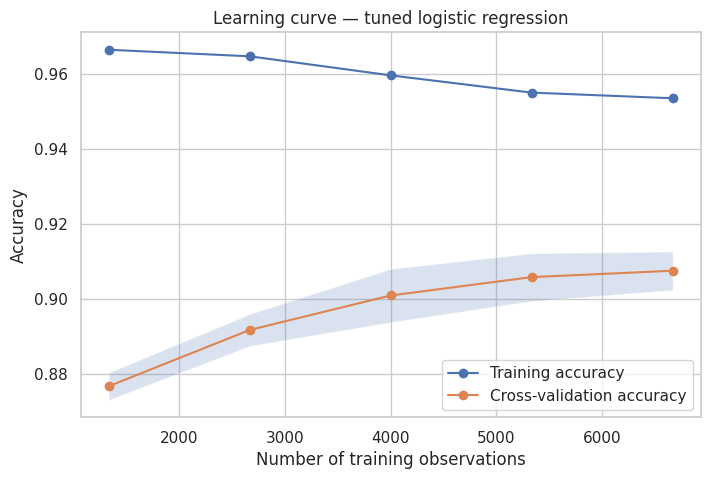 Learning curve — tuned logistic regression
Accuracy
0.96
0.94
0.92
0.90
0.88
2000 3000 4000 5000 6000
Number of training observations
Training accuracy
Cross-validation accuracy